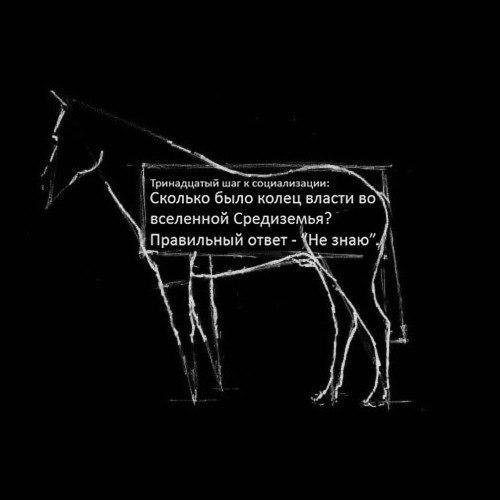 Тринадцатый шаг к социализации:
Сколько было колец власти во
вселенной Средиземья?
Правильный ответ - "Не знаю".